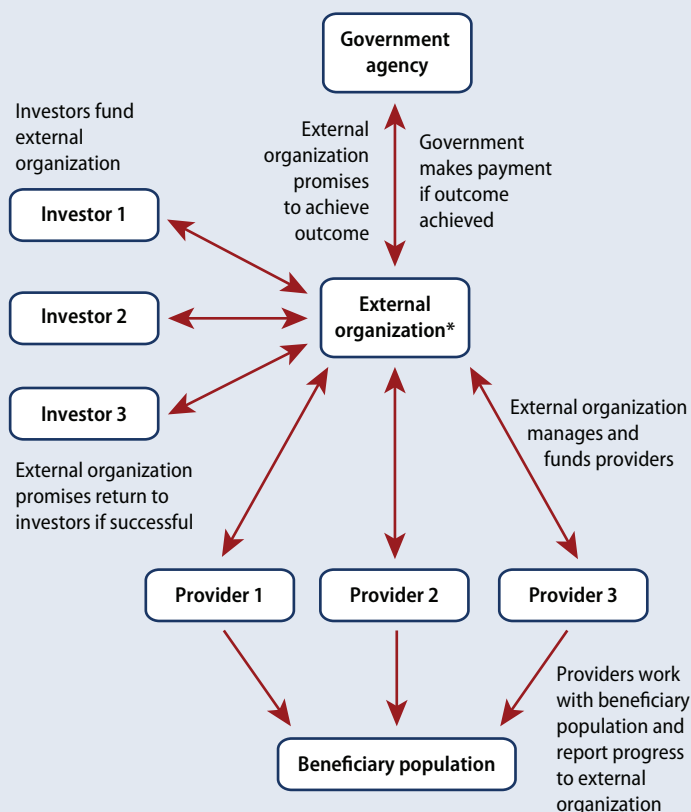 Government
agency
Investors fund
external
organization
External
organization
promises
to achieve
outcome
Government
makes payment
if outcome
achieved
Investor 1
Investor 2
External
organization*
Investor 3
External organization
manages and
funds providers
External organization
promises return to
investors if successful
Provider 1
Provider 2
Provider 3
Providers work
with beneficiary
population and
report progress
to external
organization
Beneficiary population